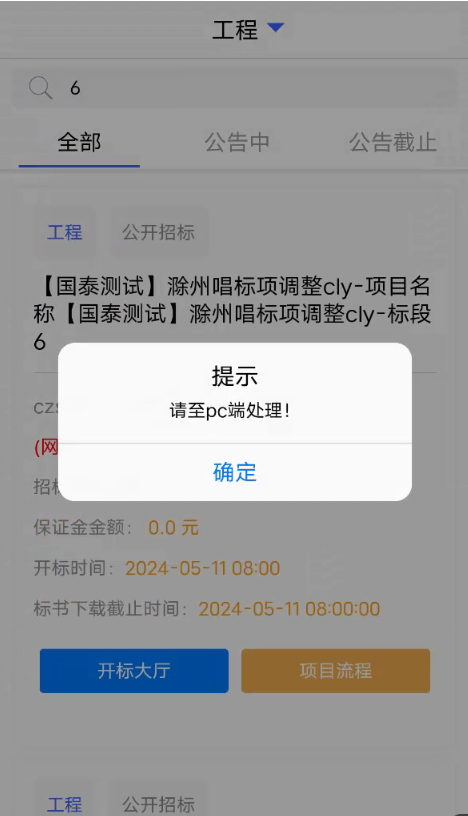 工程
6
全部 公告中 公告截止
工程 公开招标
【国泰测试】滁州唱标项调整cly-项目名
称【国泰测试】滁州唱标项调整cly-标段
6
提示
请至pc端处理!
确定
(网
招标
保证金金额： 0.0 元
开标时间：2024-05-11 08:00
标书下载截止时间：2024-05-11 08:00:00
开标大厅 项目流程
工程 公开招标